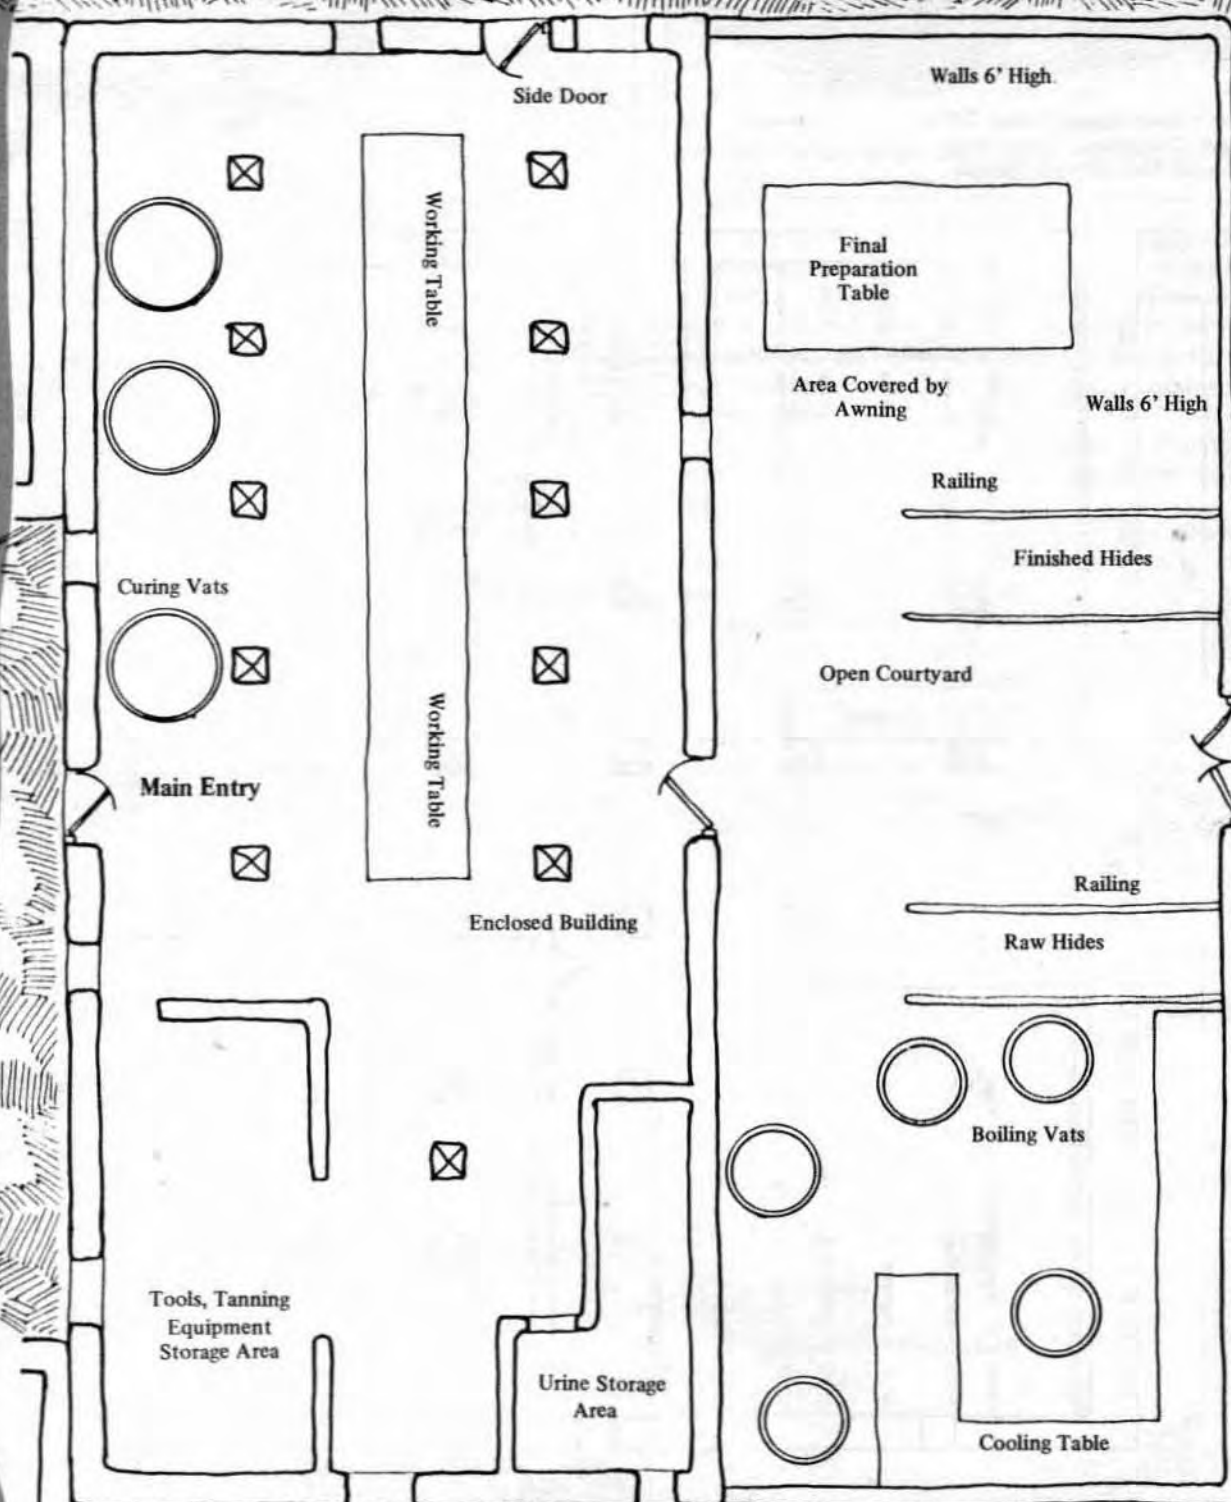 Side Door
Walls 6' High
Working Table
Final
Preparation
Table
Area Covered by
Awning
Walls 6' High
Railing
Finished Hides
Curing Vats
Open Courtyard
Working Table
Main Entry
Railing
Enclosed Building
Raw Hides
Boiling Vats
Tools, Tanning
Equipment
Storage Area
Urine Storage
Area
Cooling Table